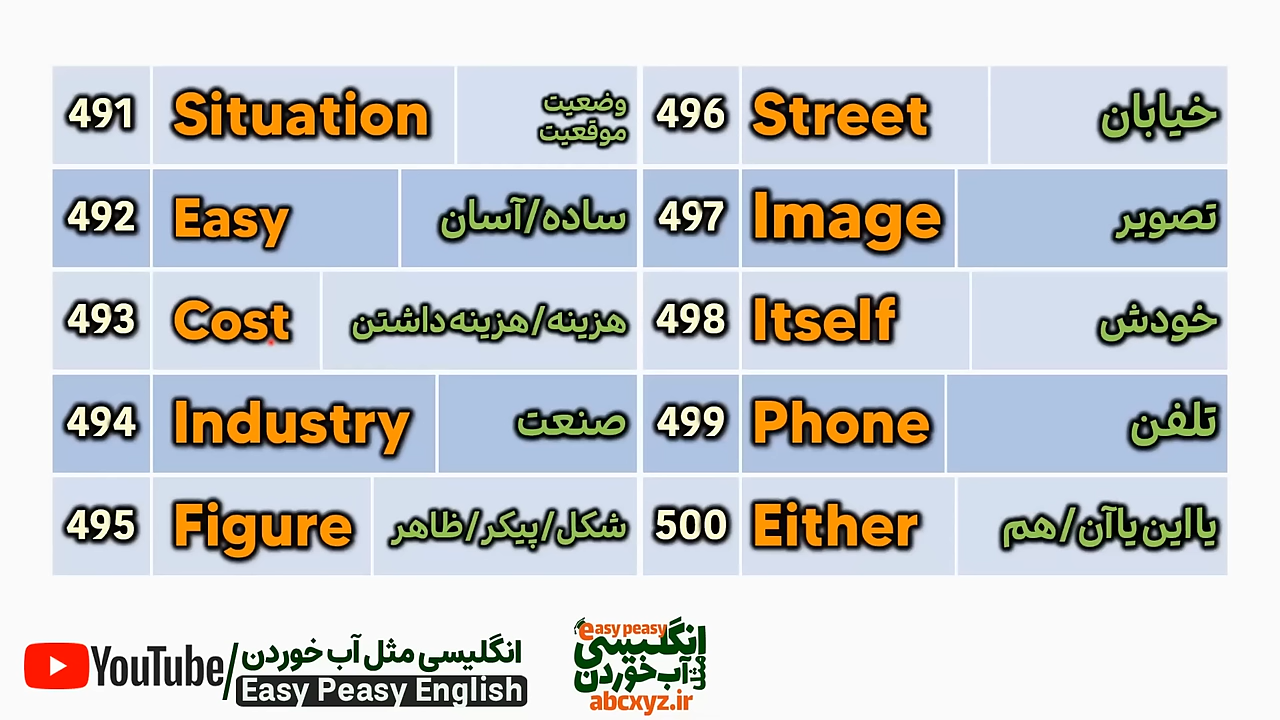 491 Situation وضعیت
موقعیت
492 Easy ساده/آسان
493 Cost هزینه/هزینه داشتن
494 Industry صنعت
495 Figure شکل/پیکر/ظاهر
496 Street خیابان
497 Image تصویر
498 Itself خودش
499 Phone تلفن
500 Either یا این یا آن/هم
YouTube/انگلیسی مثل آب خوردن
Easy Peasy English
easy peasy
انگلیسی
مثل آب خوردن
abcxyz.ir